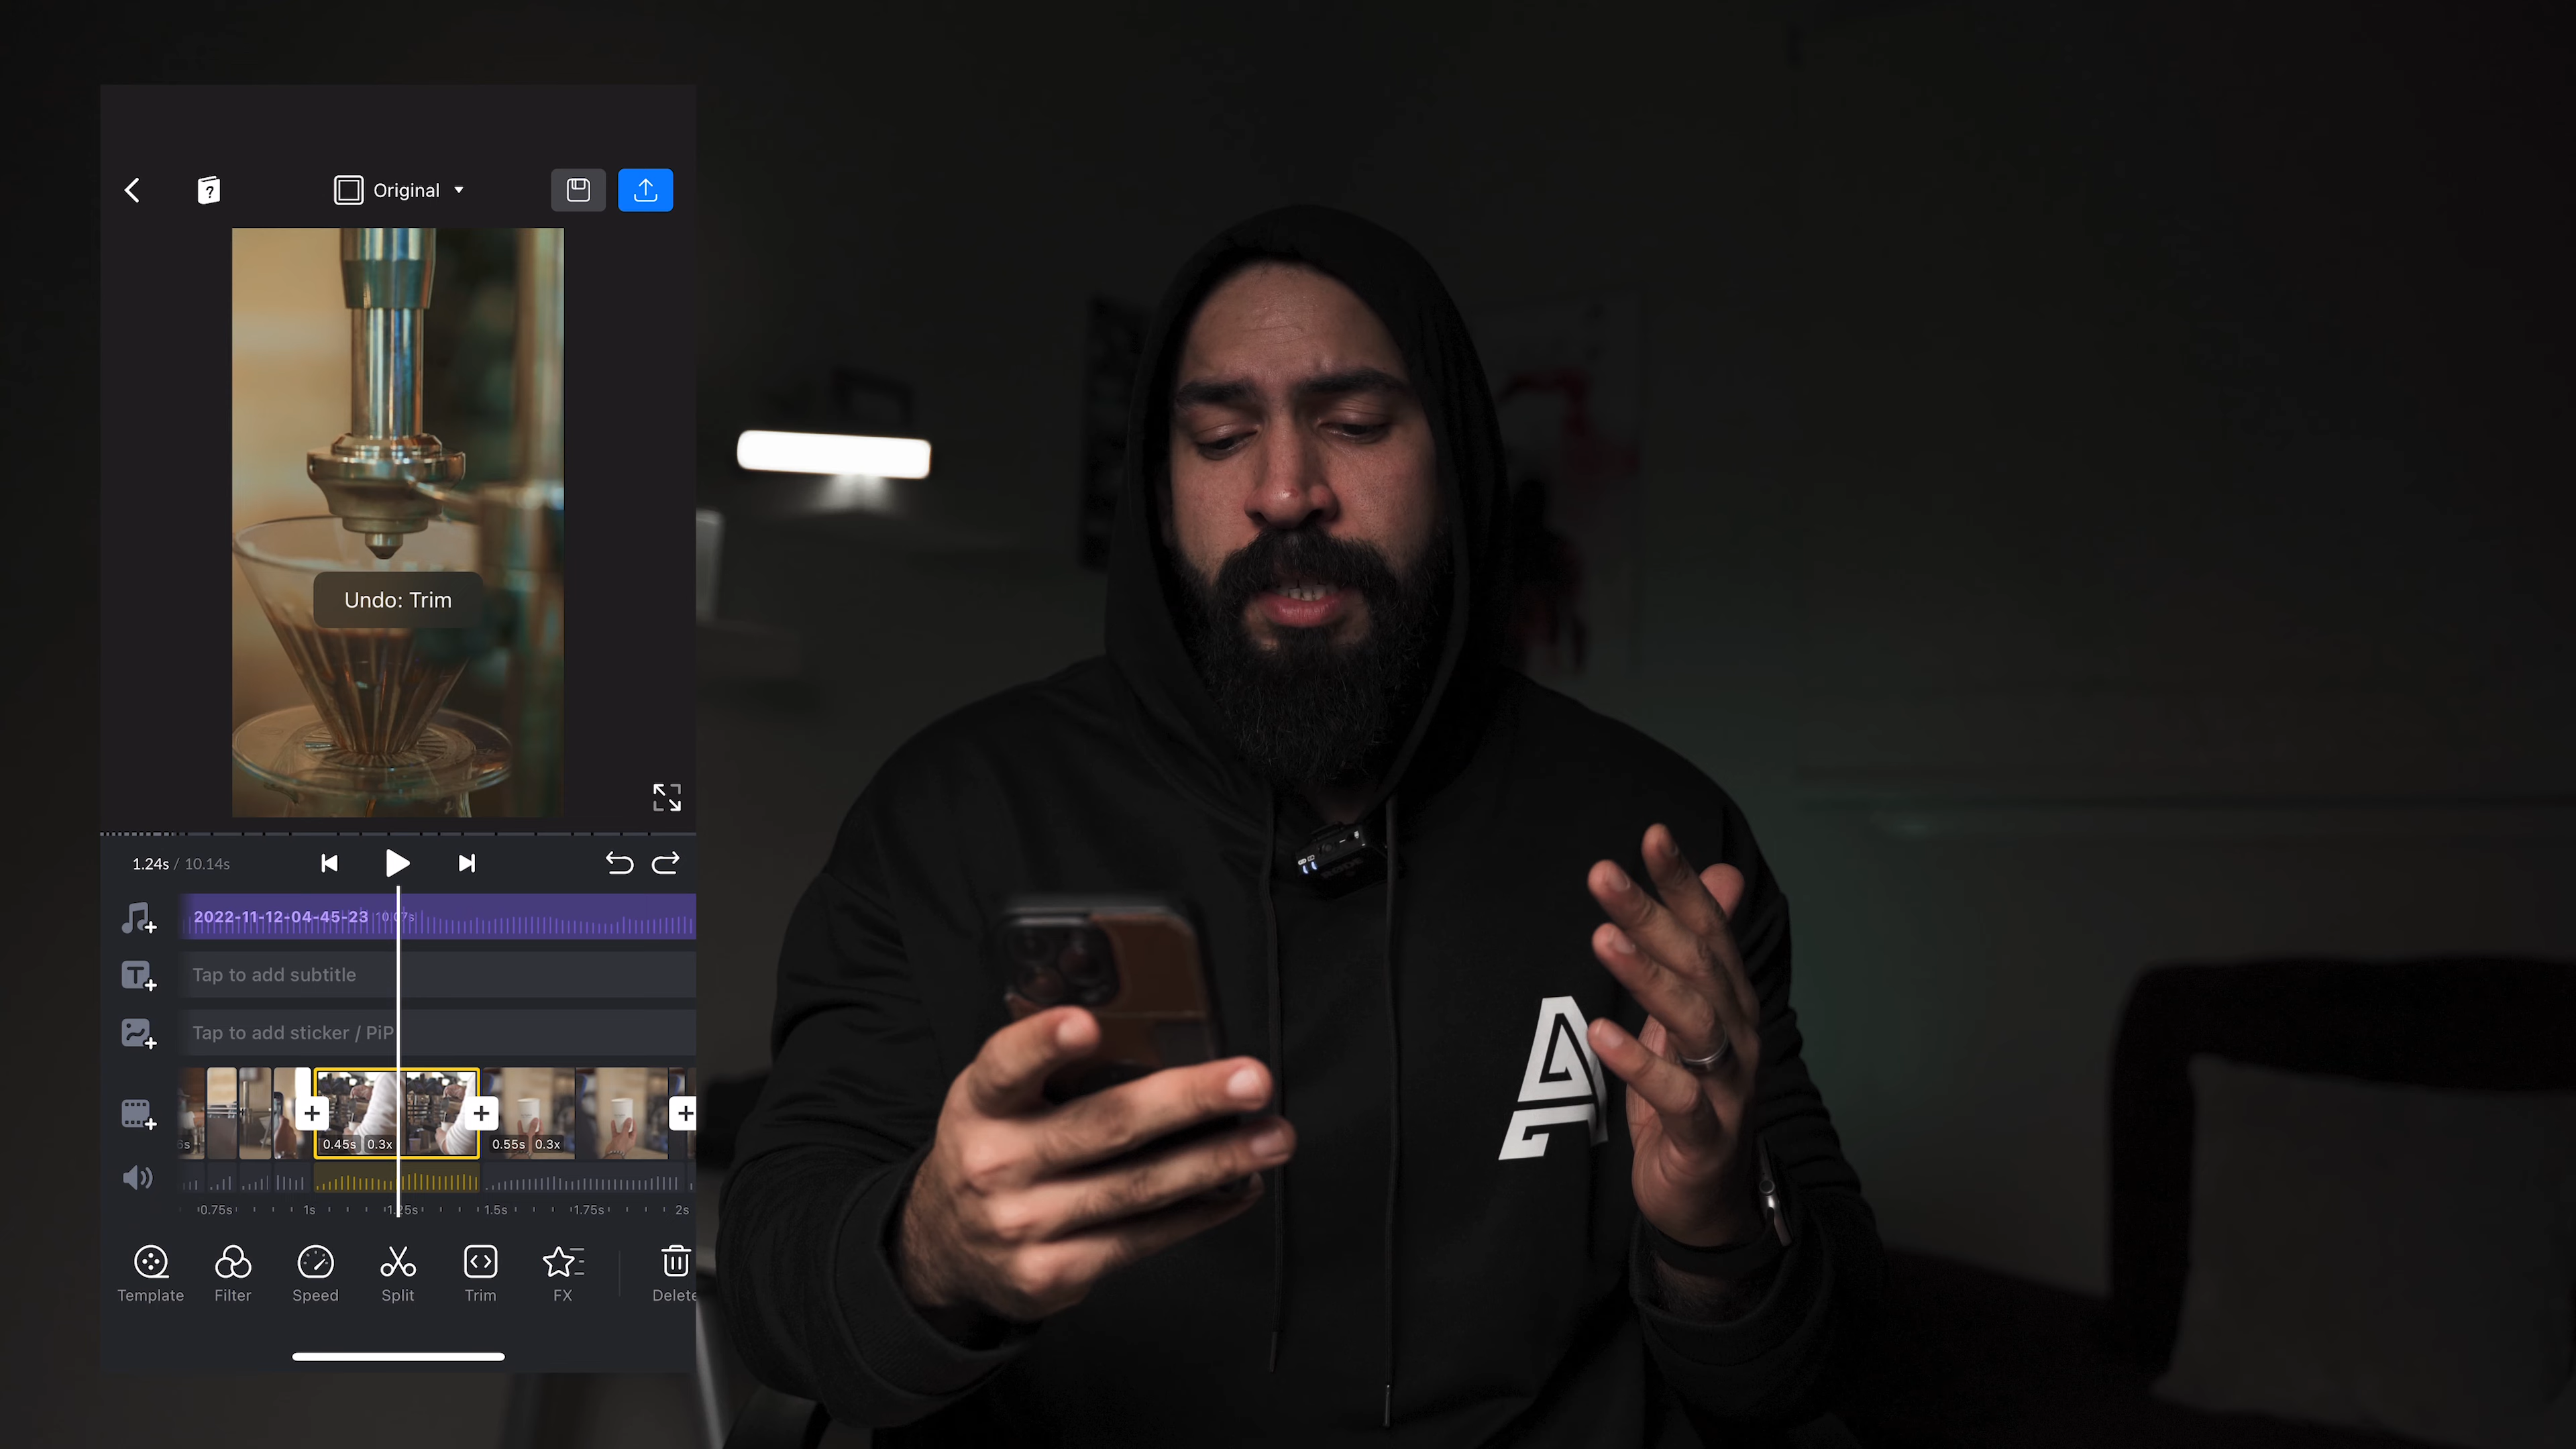 Original
Undo: Trim
1.24s / 10.14s
2022-11-12-04-45-23
Tap to add subtitle
Tap to add sticker / PiP
0.45s 0.3x 0.55s 0.3x
0.75s 1s 1.25s 1.5s 1.75s 2s
Template Filter Speed Split Trim FX Delete